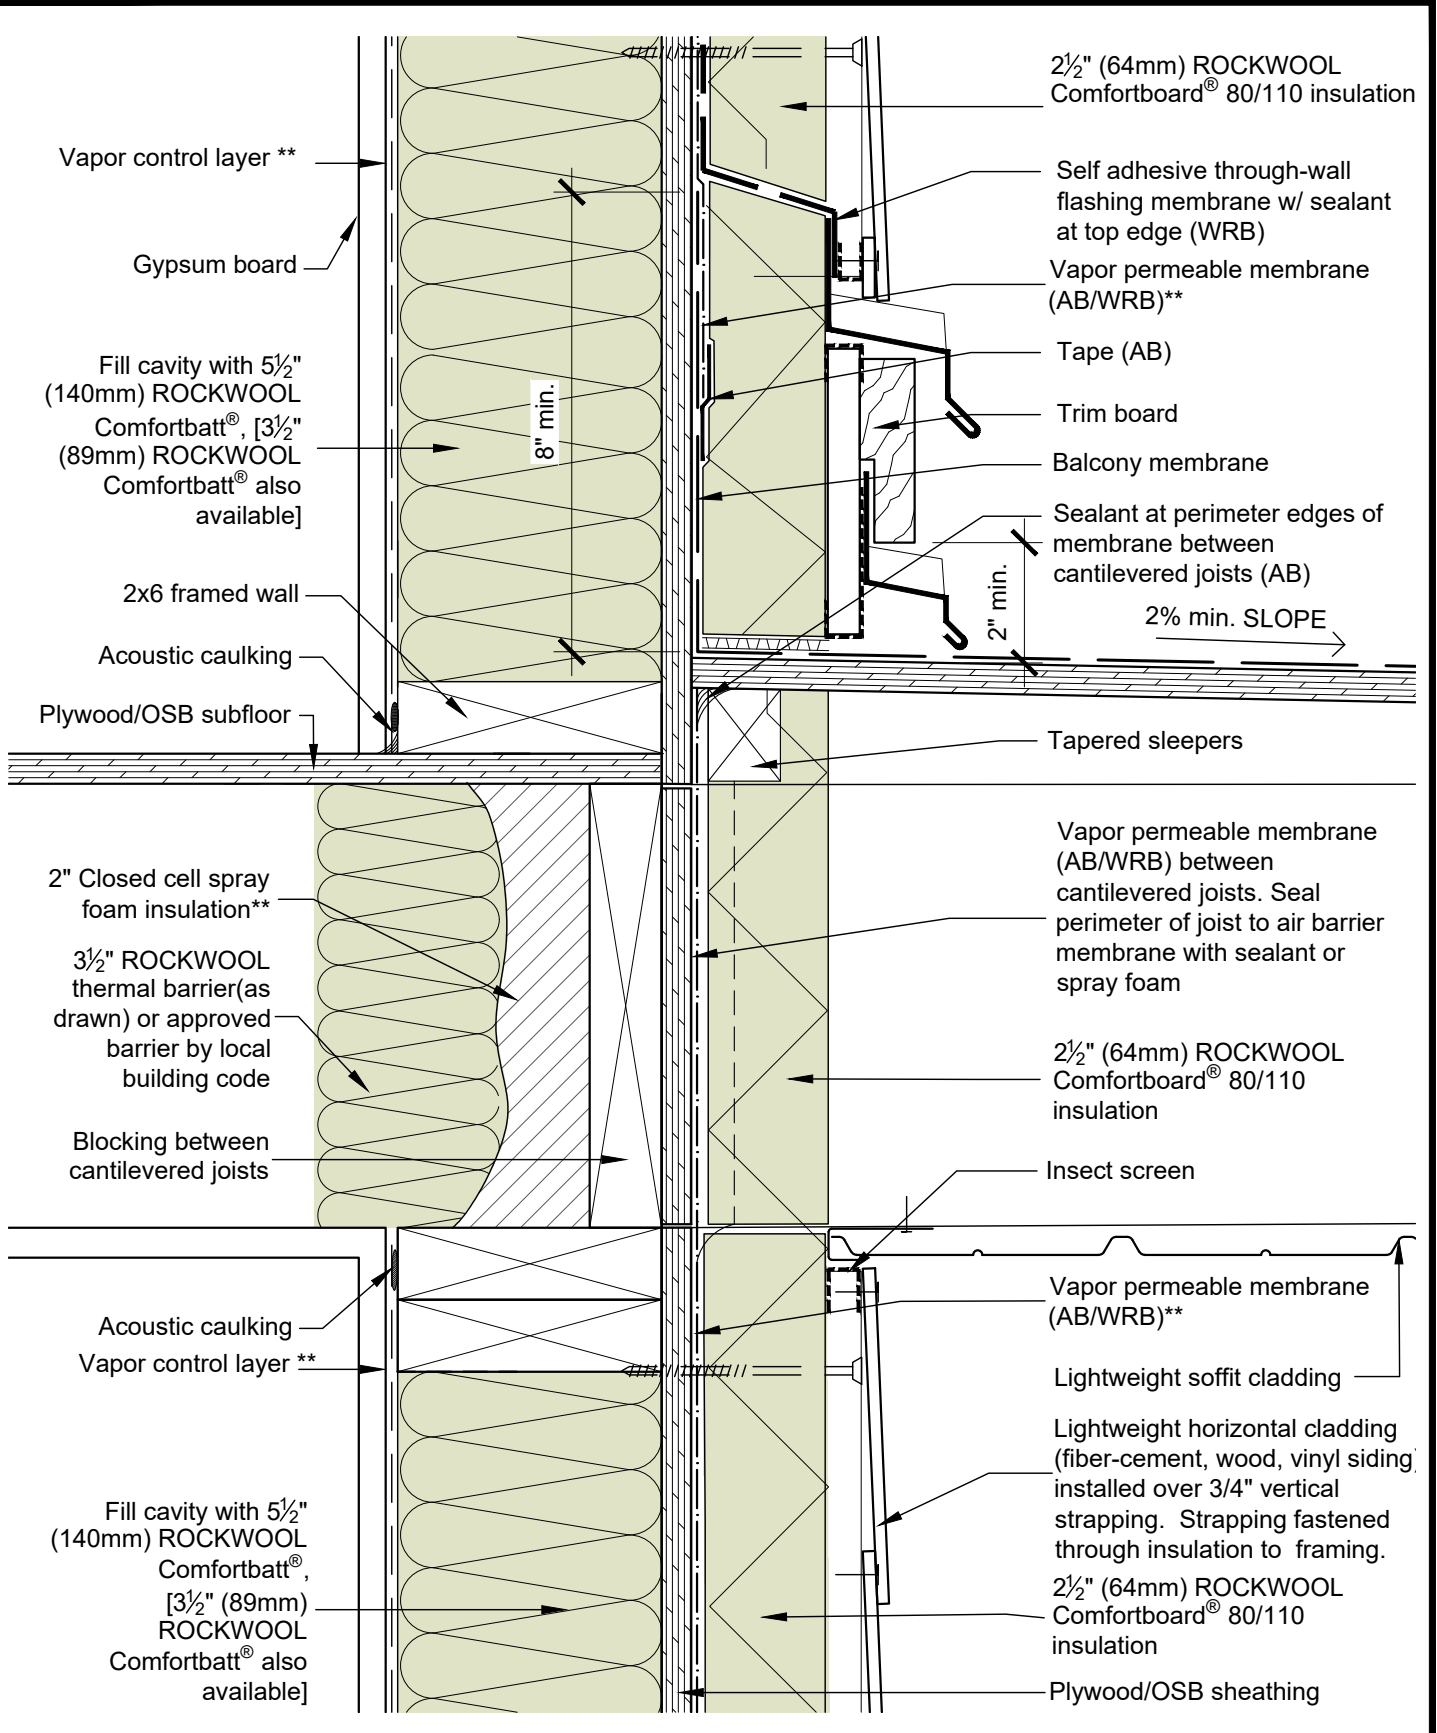 Vapor control layer **
Gypsum board
Fill cavity with 5½"
(140mm) ROCKWOOL
Comfortbatt®, [3½"
(89mm) ROCKWOOL
Comfortbatt® also
available]
2x6 framed wall
Acoustic caulking
Plywood/OSB subfloor
2" Closed cell spray
foam insulation**
3½" ROCKWOOL
thermal barrier(as
drawn) or approved
barrier by local
building code
Blocking between
cantilevered joists
Acoustic caulking
Vapor control layer **
Fill cavity with 5½"
(140mm) ROCKWOOL
Comfortbatt®,
[3½" (89mm)
ROCKWOOL
Comfortbatt® also
available]
8" min.
2½" (64mm) ROCKWOOL
Comfortboard® 80/110 insulation
Self adhesive through-wall
flashing membrane w/ sealant
at top edge (WRB)
Vapor permeable membrane
(AB/WRB)**
Tape (AB)
Trim board
Balcony membrane
Sealant at perimeter edges of
membrane between
cantilevered joists (AB)
2" min.
2% min. SLOPE
Tapered sleepers
Vapor permeable membrane
(AB/WRB) between
cantilevered joists. Seal
perimeter of joist to air barrier
membrane with sealant or
spray foam
2½" (64mm) ROCKWOOL
Comfortboard® 80/110
insulation
Insect screen
Vapor permeable membrane
(AB/WRB)**
Lightweight soffit cladding
Lightweight horizontal cladding
(fiber-cement, wood, vinyl siding)
installed over 3/4" vertical
strapping. Strapping fastened
through insulation to framing.
2½" (64mm) ROCKWOOL
Comfortboard® 80/110
insulation
Plywood/OSB sheathing